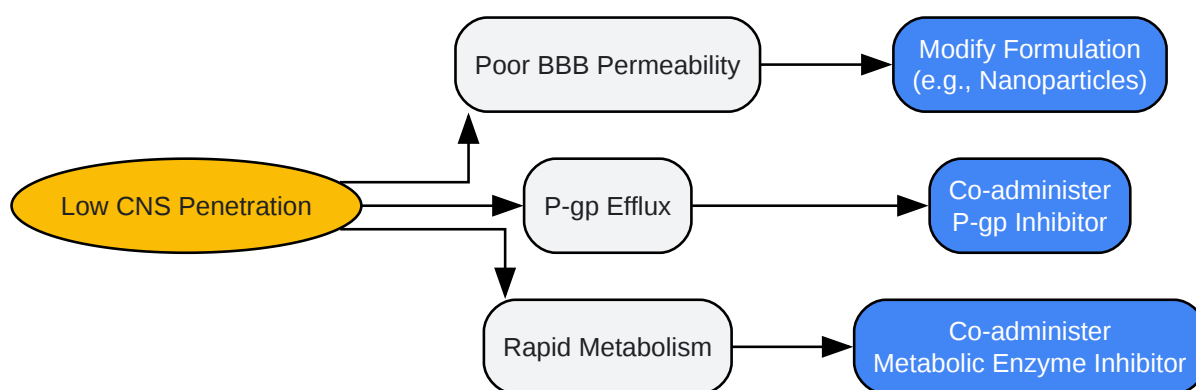 Low CNS Penetration
Poor BBB Permeability
Modify Formulation
(e.g., Nanoparticles)
P-gp Efflux
Co-administer
P-gp Inhibitor
Rapid Metabolism
Co-administer
Metabolic Enzyme Inhibitor